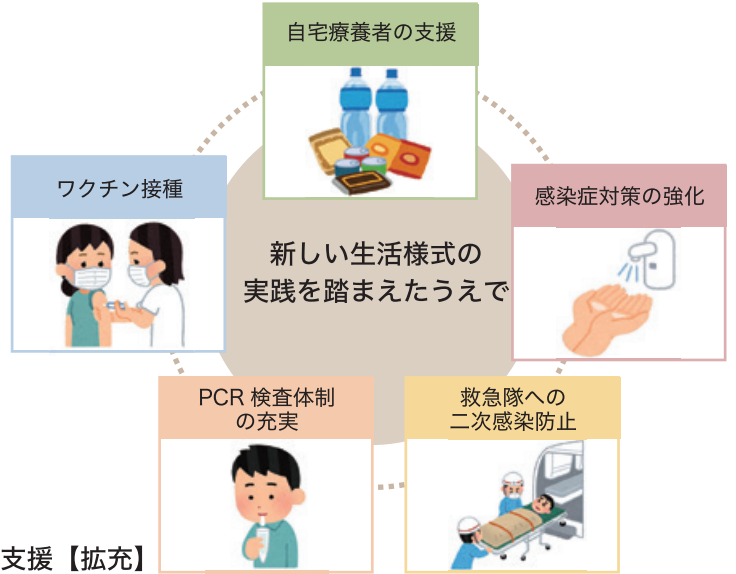 自宅療養者の支援
ワクチン接種
感染症対策の強化
新しい生活様式の
実践を踏まえたうえで
PCR 検査体制
の充実
救急隊への
二次感染防止
支援【拡充】